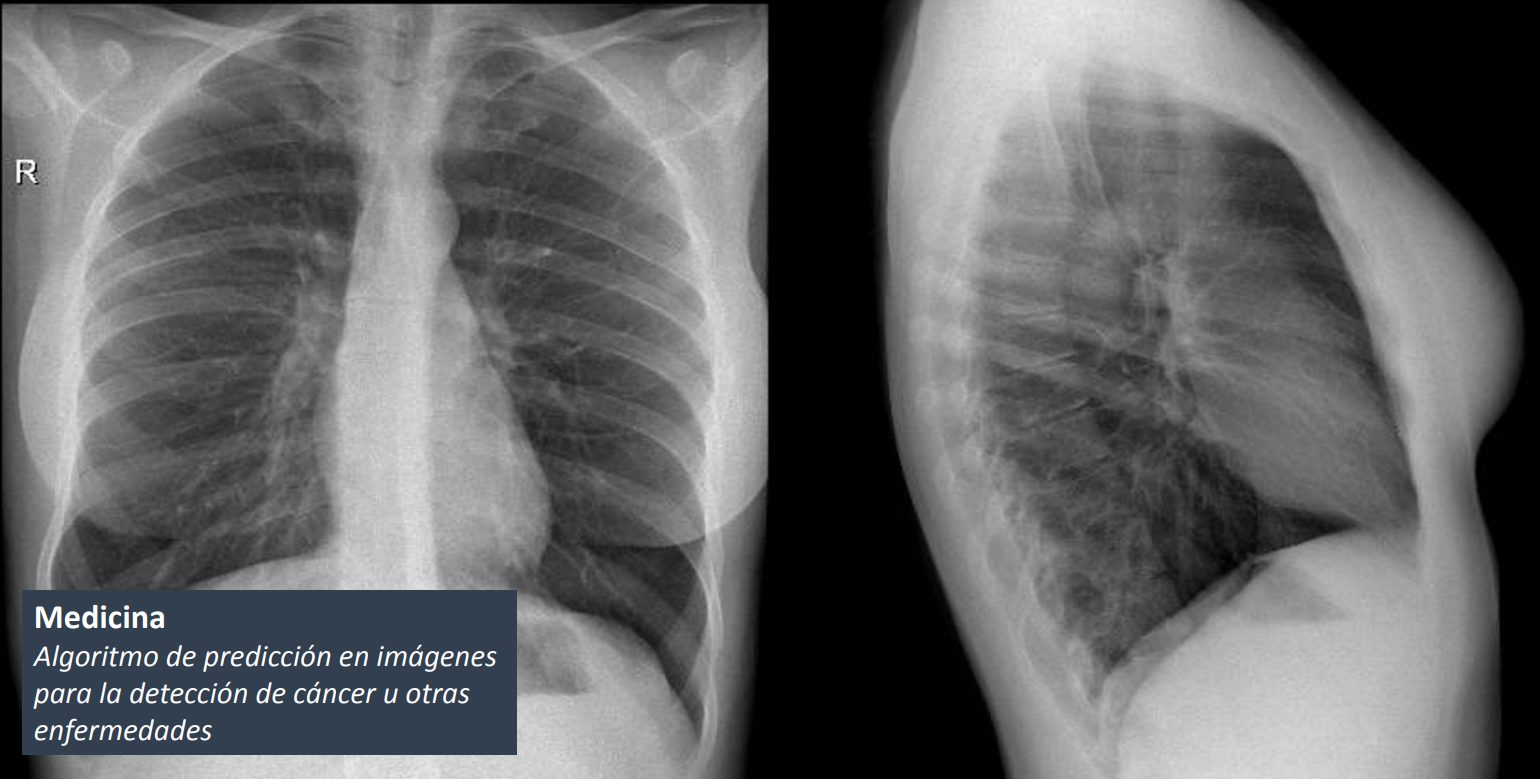 R
Medicina
Algoritmo de predicción en imágenes
para la detección de cáncer u otras
enfermedades